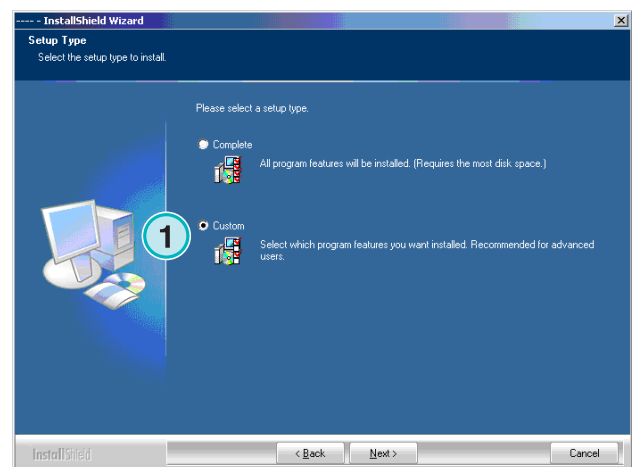 ---- - InstallShield Wizard
Setup Type
Select the setup type to install.
Please select a setup type.
Complete
All program features will be installed. (Requires the most disk space.)
1
Custom
Select which program features you want installed. Recommended for advanced
users.
InstallShield
< Back
Next >
Cancel